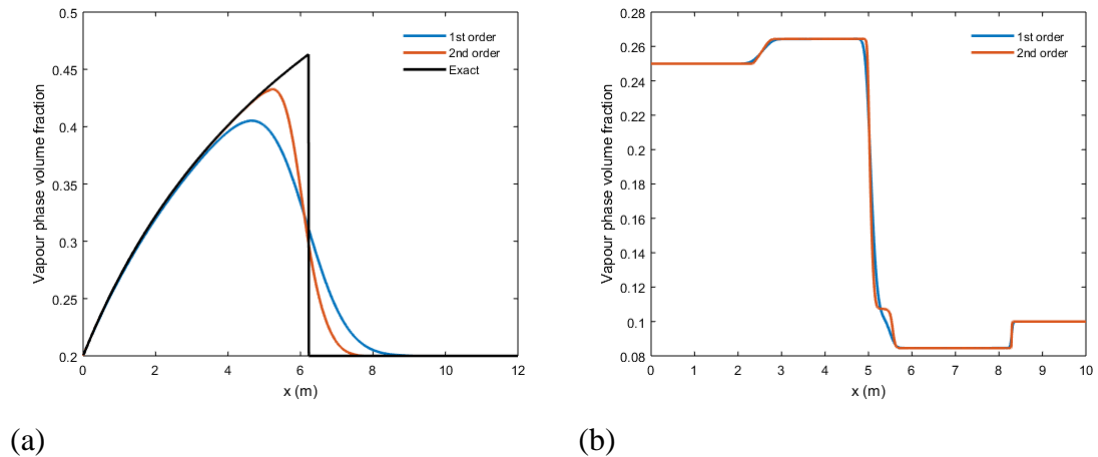 0.5
0.45
0.4
0.35
0.3
0.25
0.2
Vapour phase volume fraction
0 2 4 6 8 10 12
x (m)
1st order
2nd order
Exact
(a)
0.28
0.26
0.24
0.22
0.2
0.18
0.16
0.14
0.12
0.1
0.08
Vapour phase volume fraction
0 1 2 3 4 5 6 7 8 9 10
x (m)
1st order
2nd order
(b)